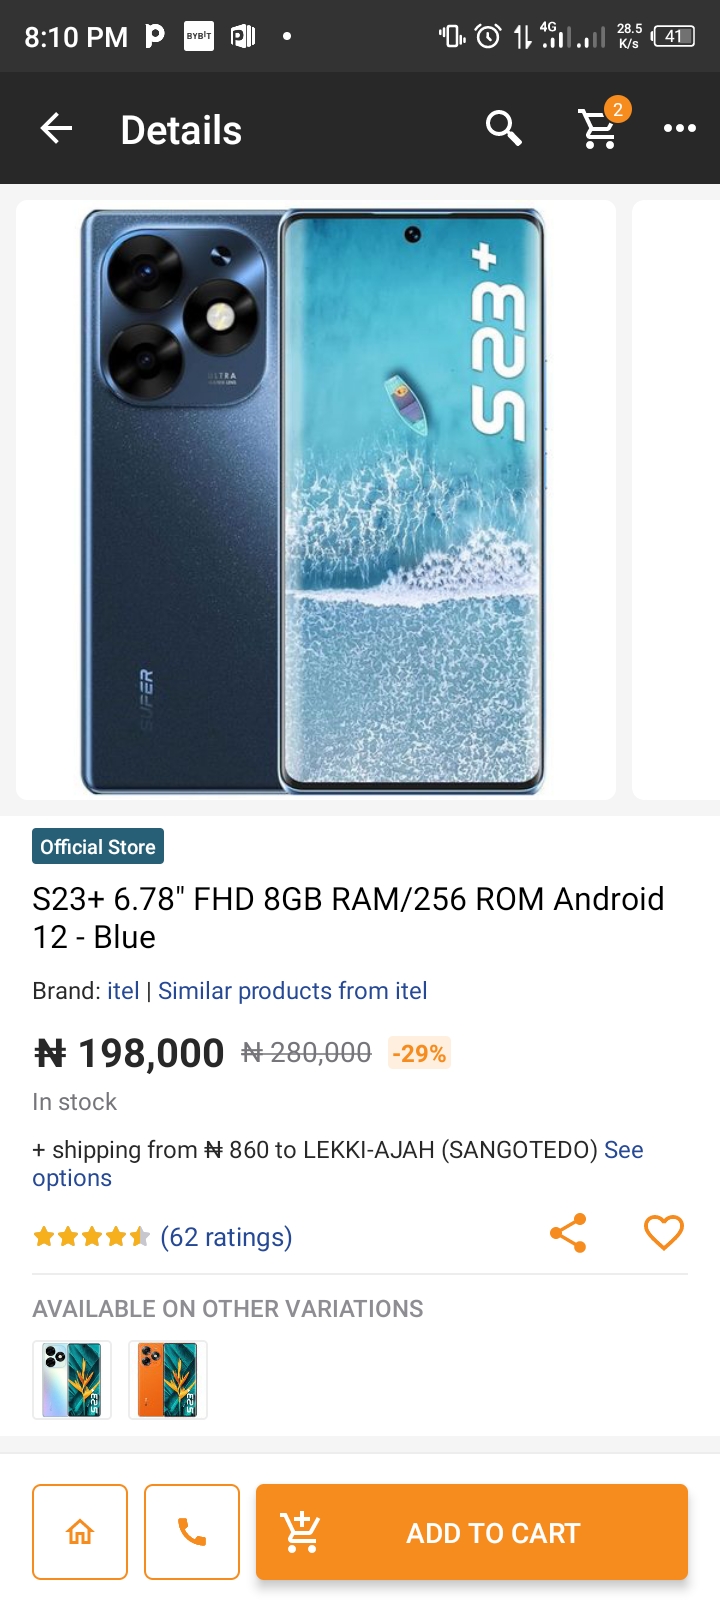 8:10 PM
BYBIT
4G
28.5
K/s
41
Details
2
S23+
ULTRA
SUPER
Official Store
S23+ 6.78" FHD 8GB RAM/256 ROM Android
12 - Blue
Brand: itel | Similar products from itel
₦ 198,000 ₦ 280,000 -29%
In stock
+ shipping from ₦ 860 to LEKKI-AJAH (SANGOTEDO) See
options
(62 ratings)
AVAILABLE ON OTHER VARIATIONS
S23
S23
ADD TO CART